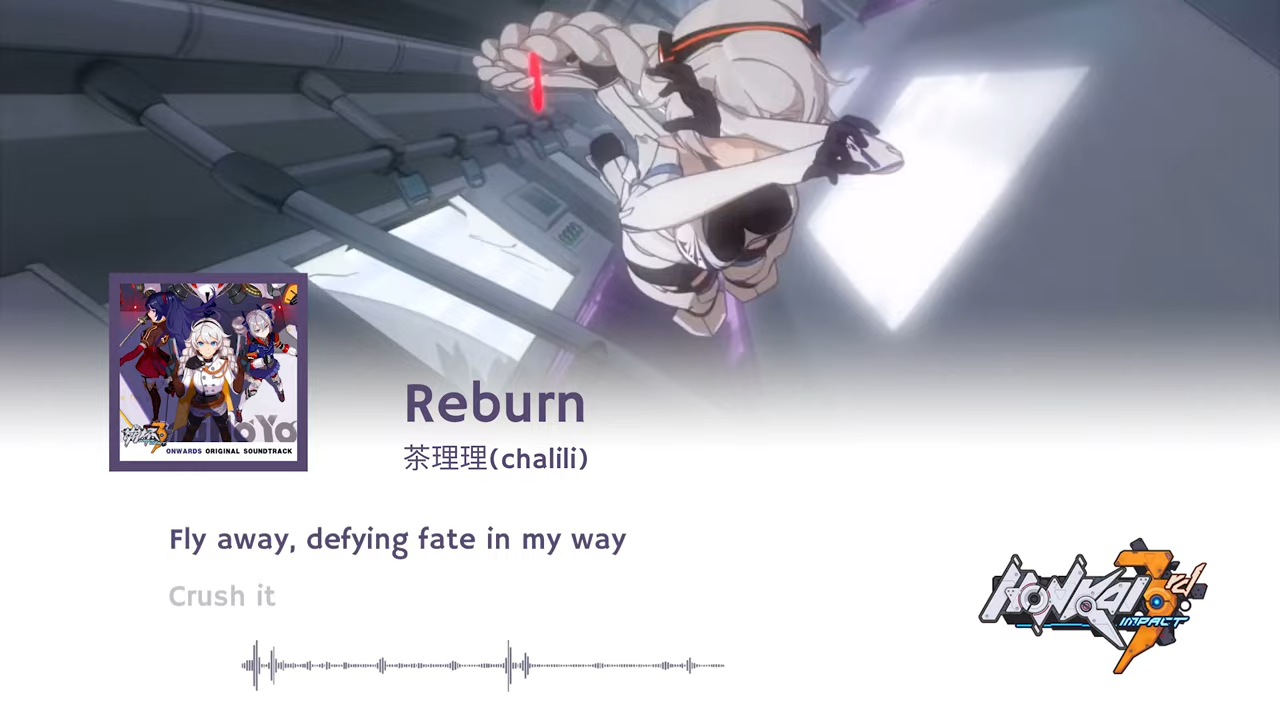 Reburn
茶理理(chalili)
ONWARDS ORIGINAL SOUNDTRACK
Fly away, defying fate in my way
Crush it
HONKAI 3rd
IMPACT